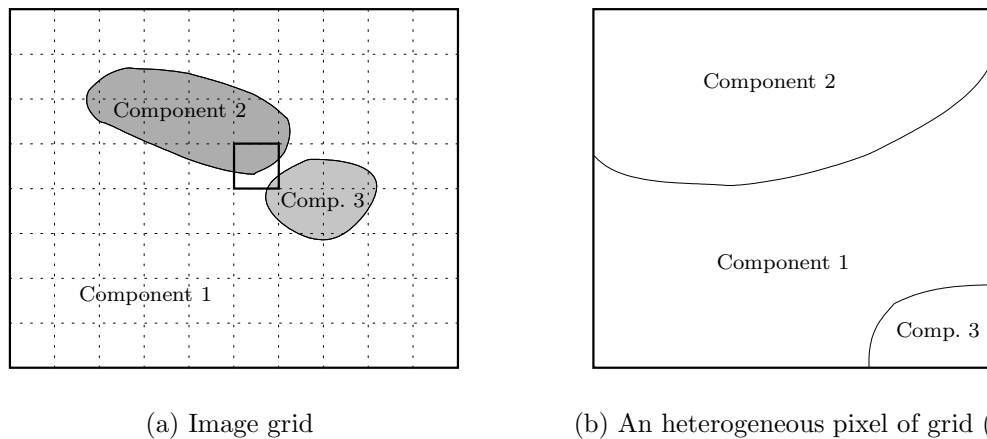 Component 2
Comp. 3
Component 1
Component 2
Component 1
Comp. 3
(a) Image grid
(b) An heterogeneous pixel of grid (